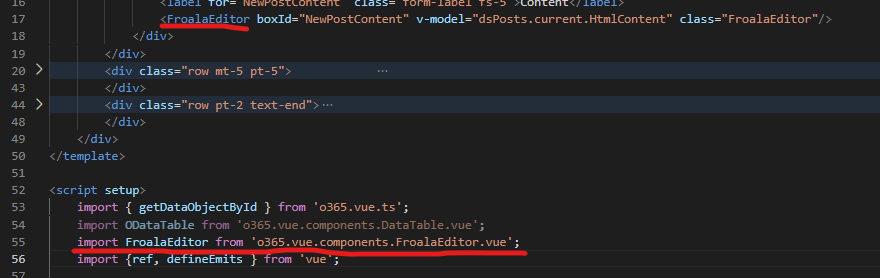 16 <label for="NewPostContent" class="form-label fs-5">Content</label>
17 <FroalaEditor boxId="NewPostContent" v-model="dsPosts.current.HtmlContent" class="FroalaEditor"/>
18 </div>
19 </div>
20 <div class="row mt-5 pt-5"> ...
43 </div>
44 <div class="row pt-2 text-end"> ...
48 </div>
49 </div>
50 </template>
51
52 <script setup>
53 import { getDataObjectById } from 'o365.vue.ts';
54 import ODataTable from 'o365.vue.components.DataTable.vue';
55 import FroalaEditor from 'o365.vue.components.FroalaEditor.vue';
56 import {ref, defineEmits } from 'vue';
57